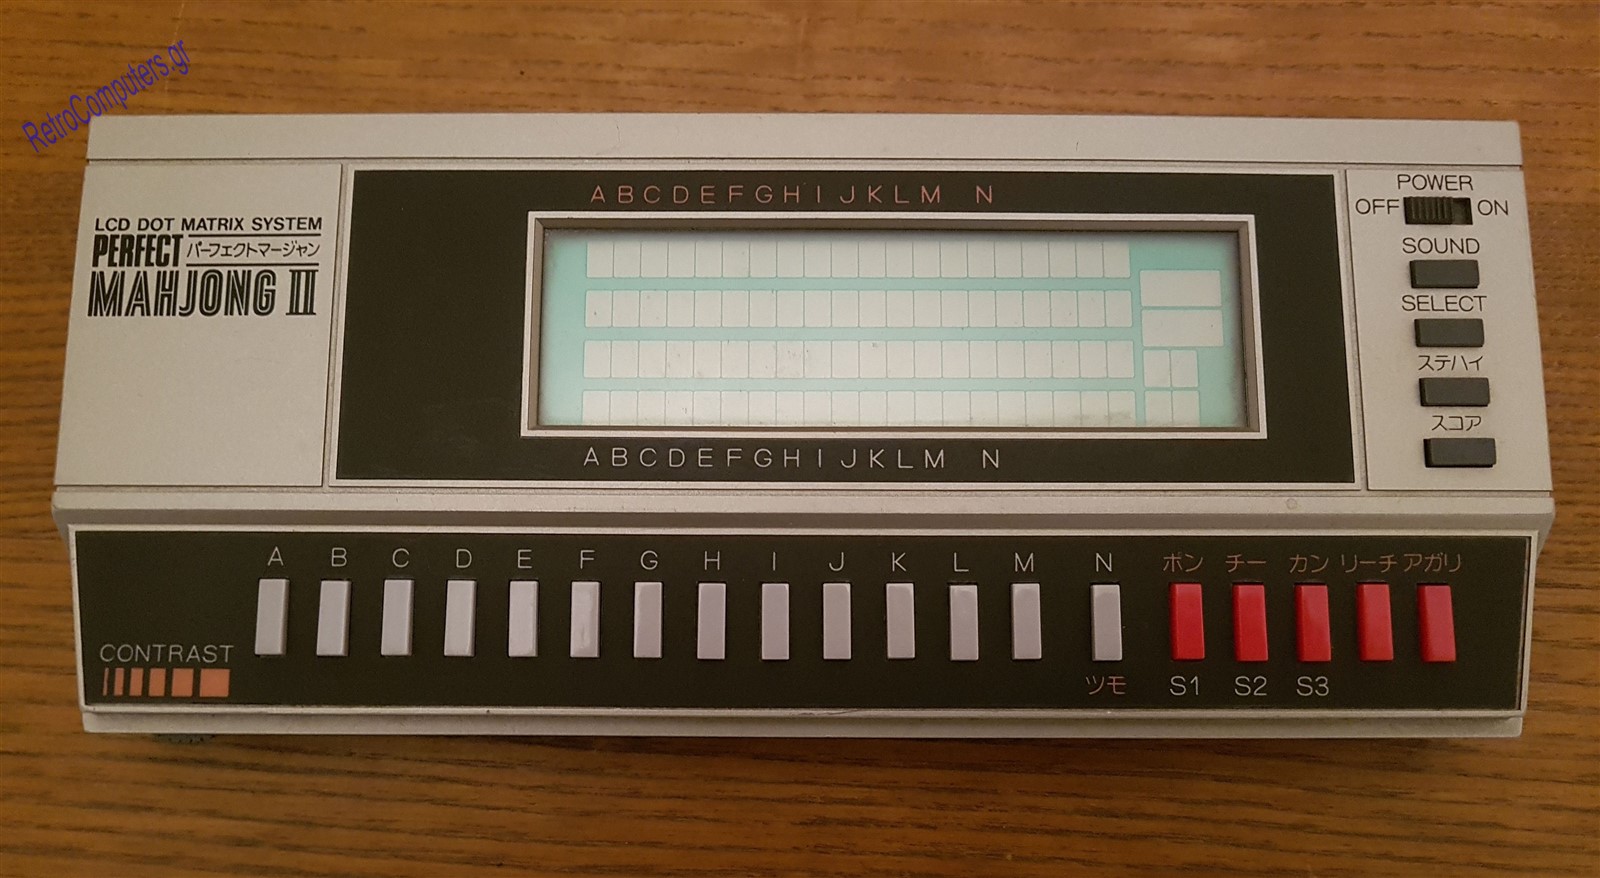 RetroComputers.gr
LCD DOT MATRIX SYSTEM
PERFECT パーフェクトマージャン
MAHJONG II
A B C D E F G H I J K L M N
A B C D E F G H I J K L M N
POWER
OFF ON
SOUND
SELECT
ステハイ
スコア
A B C D E F G H I J K L M N ポン チー カン リーチ アガリ
CONTRAST
ツモ S1 S2 S3